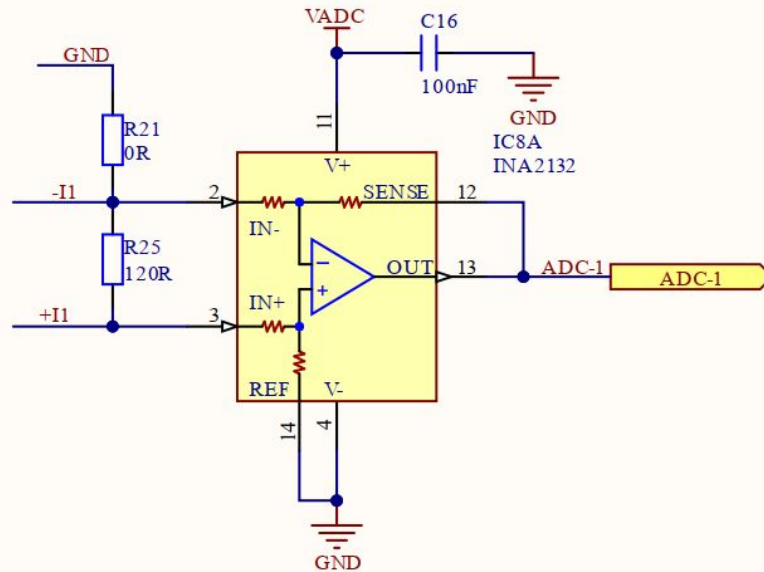 VADC
C16
100nF
GND
GND
R21
0R
11
IC8A
INA2132
V+
-I1
2
SENSE
12
IN-
R25
120R
OUT
13
ADC-1
ADC-1
+I1
3
IN+
REF
V-
14
4
GND